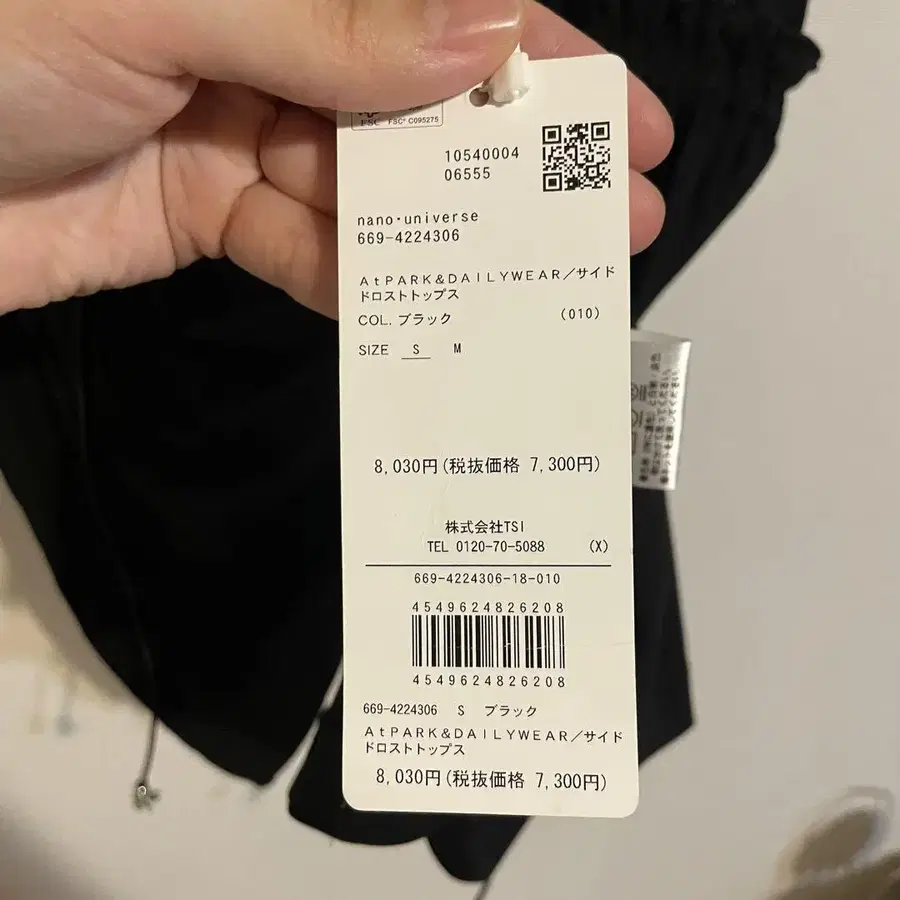 FSC FSC® C095275
10540004
06555
nano・universe
669-4224306
AtPARK&DAILYWEAR/サイド
ドロストトップス
COL. ブラック (010)
SIZE S M
8,030円(税抜価格 7,300円)
株式会社TSI
TEL 0120-70-5088 (X)
669-4224306-18-010
4549624826208
4549624826208
669-4224306 S ブラック
AtPARK&DAILYWEAR/サイド
ドロストトップス
8,030円(税抜価格 7,300円)